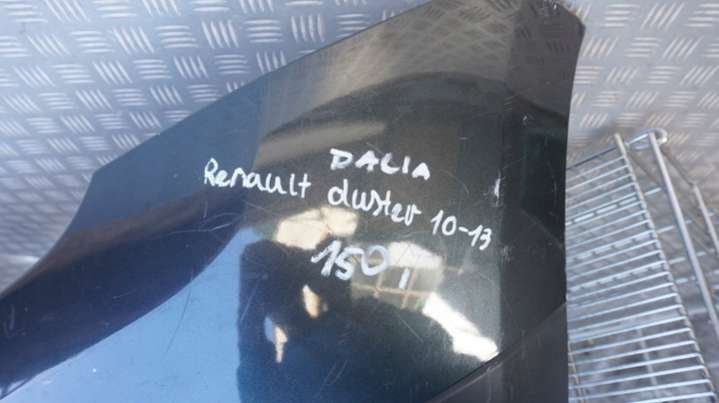 DACIA
Renault duster 10-13
150,-